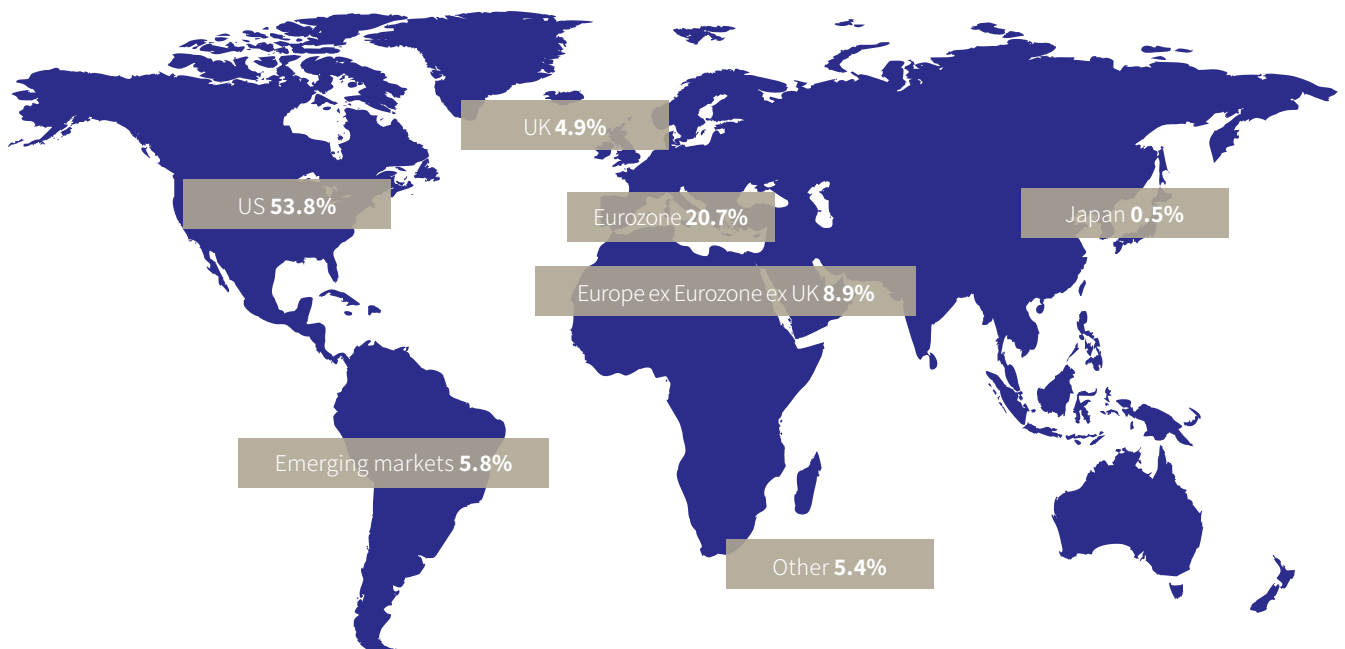 UK 4.9%
US 53.8%
Eurozone 20.7%
Japan 0.5%
Europe ex Eurozone ex UK 8.9%
Emerging markets 5.8%
Other 5.4%